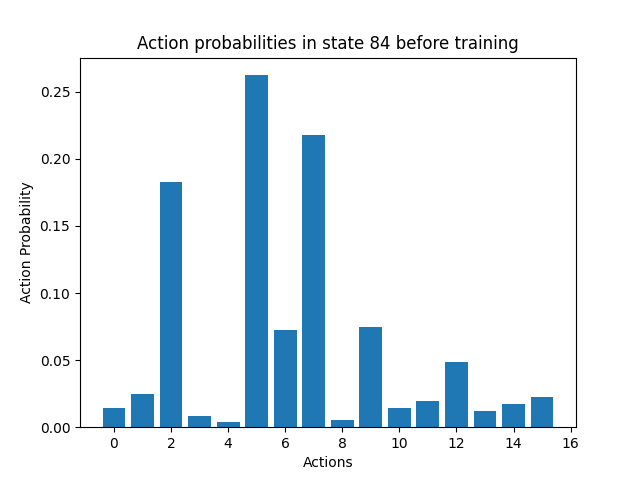 Action probabilities in state 84 before training
0.25
0.20
0.15
0.10
0.05
0.00
Action Probability
0 2 4 6 8 10 12 14 16
Actions